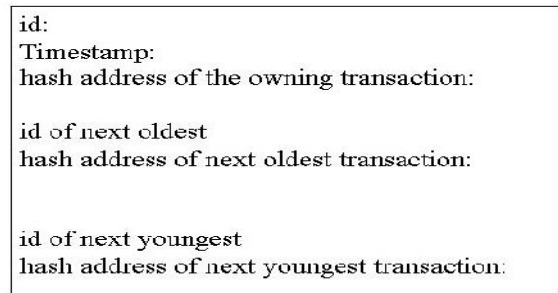 id:
Timestamp:
hash address of the owning transaction:
id of next oldest
hash address of next oldest transaction:
id of next youngest
hash address of next youngest transaction: